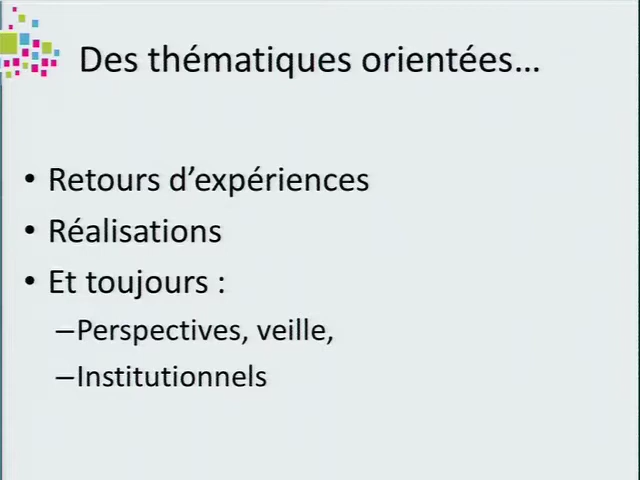 Des thématiques orientées…
• Retours d’expériences
• Réalisations
• Et toujours :
–Perspectives, veille,
–Institutionnels